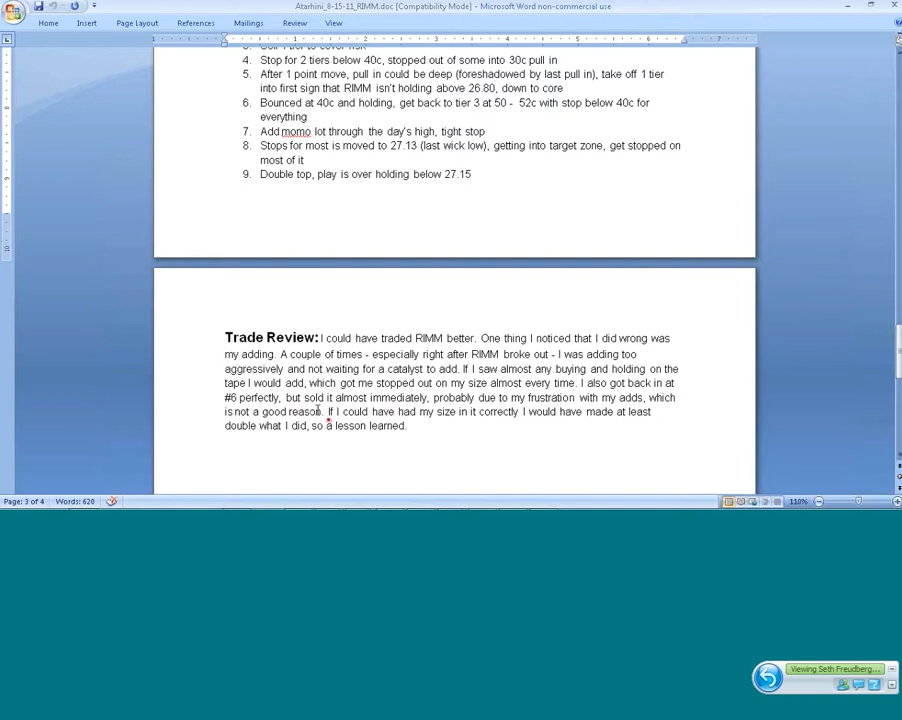 Atarhini_8-15-11_RIMM.doc [Compatibility Mode] - Microsoft Word non-commercial use
Home Insert Page Layout References Mailings Review View
4. Stop for 2 tiers below 40c, stopped out of some into 30c pull in
5. After 1 point move, pull in could be deep (foreshadowed by last pull in), take off 1 tier
into first sign that RIMM isn't holding above 26.80, down to core
6. Bounced at 40c and holding, get back to tier 3 at 50 - 52c with stop below 40c for
everything
7. Add momo lot through the day's high, tight stop
8. Stops for most is moved to 27.13 (last wick low), getting into target zone, get stopped on
most of it
9. Double top, play is over holding below 27.15
Trade Review: I could have traded RIMM better. One thing I noticed that I did wrong was
my adding. A couple of times - especially right after RIMM broke out - I was adding too
aggressively and not waiting for a catalyst to add. If I saw almost any buying and holding on the
tape I would add, which got me stopped out on my size almost every time. I also got back in at
#6 perfectly, but sold it almost immediately, probably due to my frustration with my adds, which
is not a good reason. If I could have had my size in it correctly I would have made at least
double what I did, so a lesson learned.
Page: 3 of 4 Words: 620 110%
Viewing Seth Freudberg...